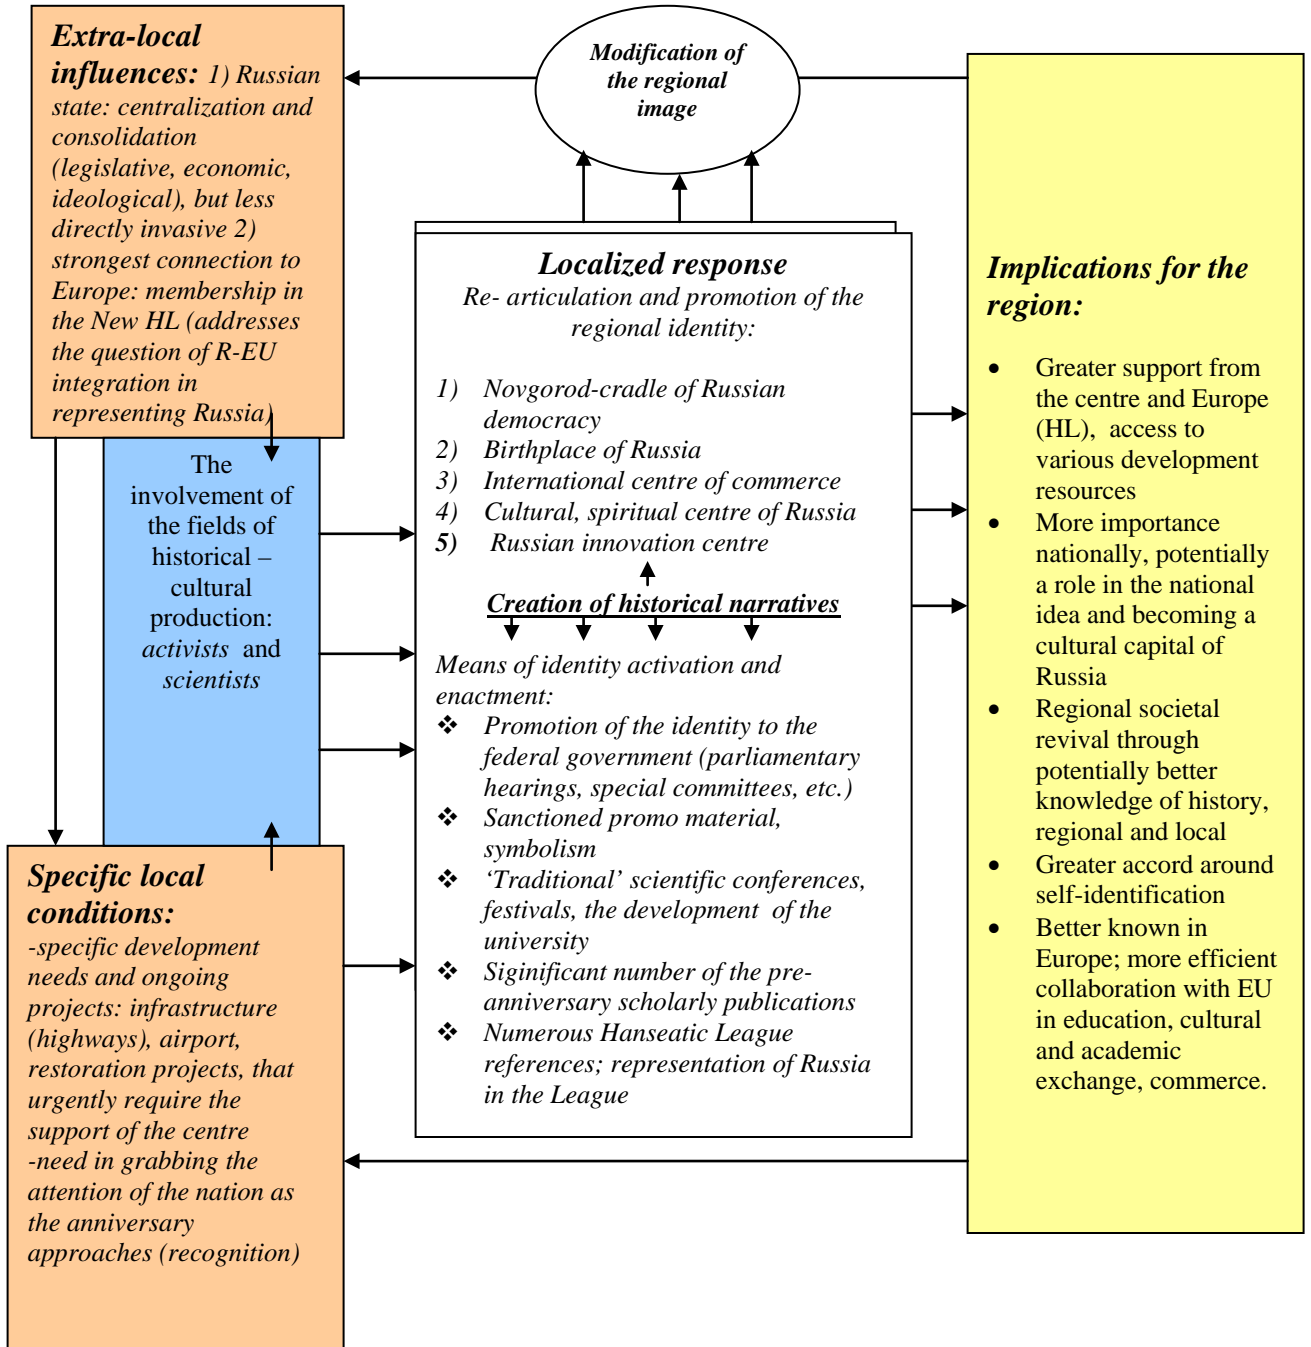 Extra-local
influences: 1) Russian
state: centralization and
consolidation
(legislative, economic,
ideological), but less
directly invasive 2)
strongest connection to
Europe: membership in
the New HL (addresses
the question of R-EU
integration in
representing Russia)
The
involvement of
the fields of
historical –
cultural
production:
activists and
scientists
Specific local
conditions:
-specific development
needs and ongoing
projects: infrastructure
(highways), airport,
restoration projects, that
urgently require the
support of the centre
-need in grabbing the
attention of the nation as
the anniversary
approaches (recognition)
Modification of
the regional
image
Localized response
Re- articulation and promotion of the
regional identity:
1) Novgorod-cradle of Russian
democracy
2) Birthplace of Russia
3) International centre of commerce
4) Cultural, spiritual centre of Russia
5) Russian innovation centre
Creation of historical narratives
Means of identity activation and
enactment:
❖ Promotion of the identity to the
federal government (parliamentary
hearings, special committees, etc.)
❖ Sanctioned promo material,
symbolism
❖ ‘Traditional’ scientific conferences,
festivals, the development of the
university
❖ Siginificant number of the pre-
anniversary scholarly publications
❖ Numerous Hanseatic League
references; representation of Russia
in the League
Implications for the
region:
• Greater support from
the centre and Europe
(HL), access to
various development
resources
• More importance
nationally, potentially
a role in the national
idea and becoming a
cultural capital of
Russia
• Regional societal
revival through
potentially better
knowledge of history,
regional and local
• Greater accord around
self-identification
• Better known in
Europe; more efficient
collaboration with EU
in education, cultural
and academic
exchange, commerce.